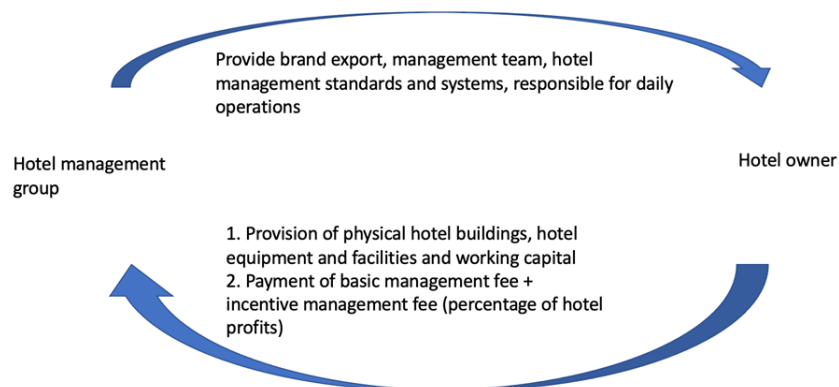 Provide brand export, management team, hotel
management standards and systems, responsible for daily
operations
Hotel management
group
Hotel owner
1. Provision of physical hotel buildings, hotel
equipment and facilities and working capital
2. Payment of basic management fee +
incentive management fee (percentage of hotel
profits)